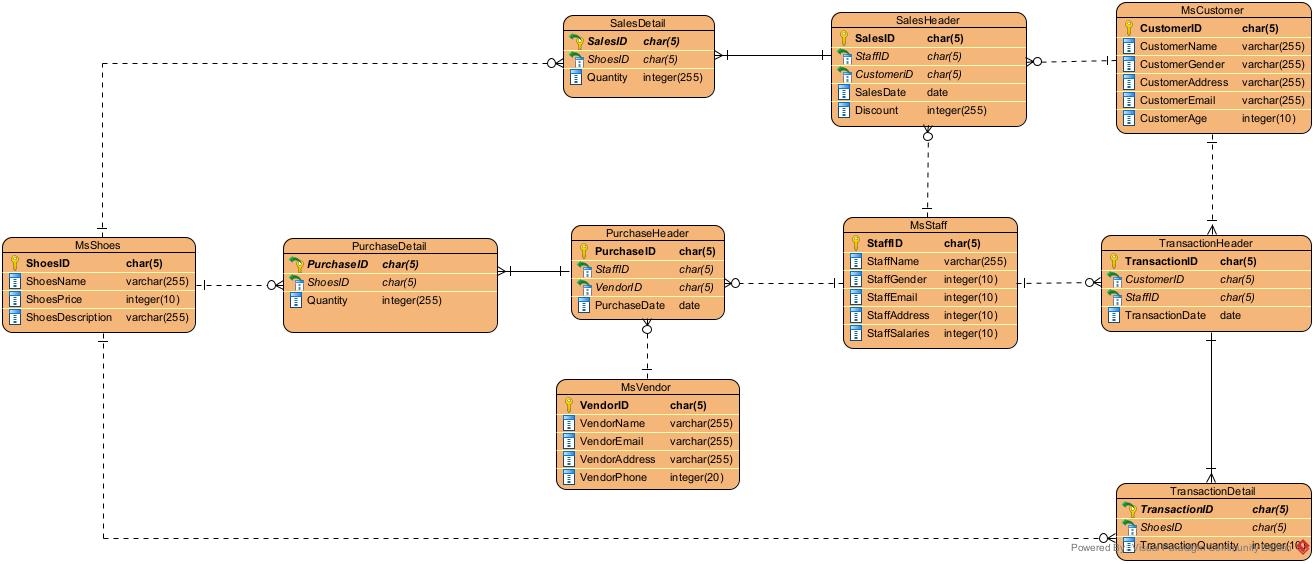 SalesDetail
SalesID char(5)
ShoesID char(5)
Quantity integer(255)
SalesHeader
SalesID char(5)
StaffID char(5)
CustomerID char(5)
SalesDate date
Discount integer(255)
MsCustomer
CustomerID char(5)
CustomerName varchar(255)
CustomerGender varchar(255)
CustomerAddress varchar(255)
CustomerEmail varchar(255)
CustomerAge integer(10)
MsShoes
ShoesID char(5)
ShoesName varchar(255)
ShoesPrice integer(10)
ShoesDescription varchar(255)
PurchaseDetail
PurchaseID char(5)
ShoesID char(5)
Quantity integer(255)
PurchaseHeader
PurchaseID char(5)
StaffID char(5)
VendorID char(5)
PurchaseDate date
MsStaff
StaffID char(5)
StaffName varchar(255)
StaffGender integer(10)
StaffEmail integer(10)
StaffAddress integer(10)
StaffSalaries integer(10)
TransactionHeader
TransactionID char(5)
CustomerID char(5)
StaffID char(5)
TransactionDate date
MsVendor
VendorID char(5)
VendorName varchar(255)
VendorEmail varchar(255)
VendorAddress varchar(255)
VendorPhone integer(20)
TransactionDetail
TransactionID char(5)
ShoesID char(5)
TransactionQuantity
Powered By